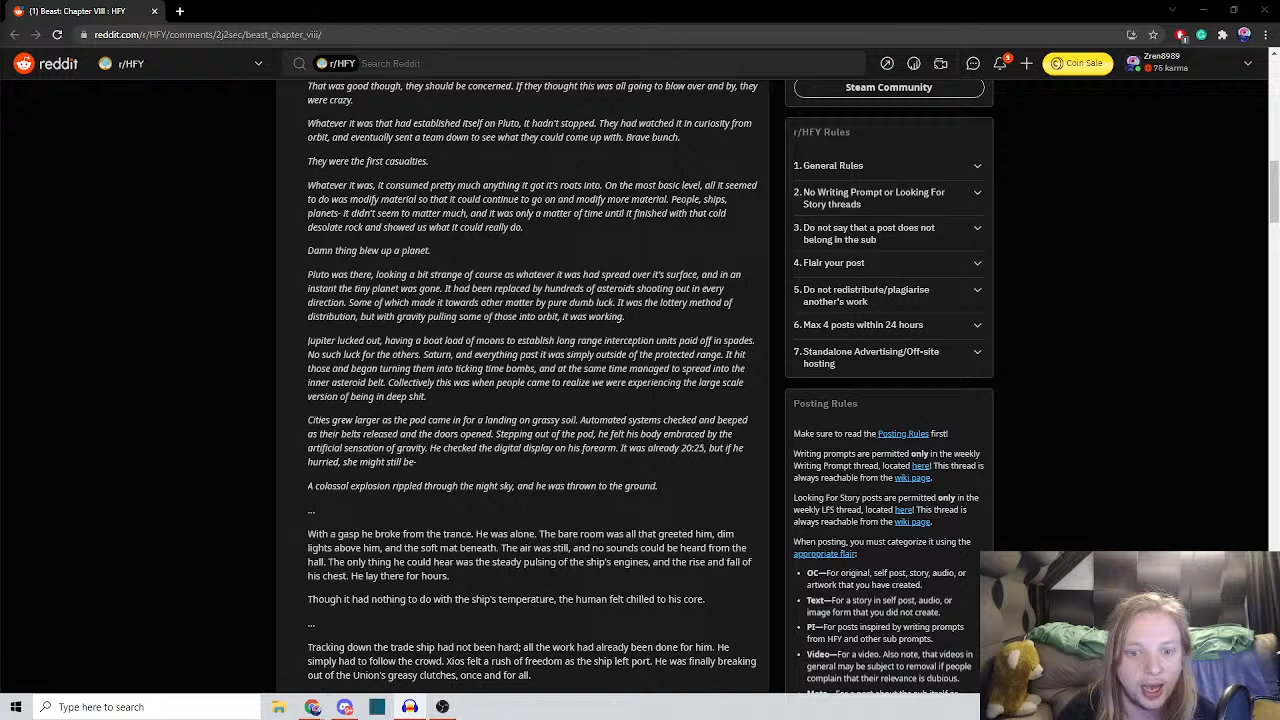 (1) Beast: Chapter VIII : HFY
reddit.com/r/HFY/comments/2j2sec/beast_chapter_viii/
1
reddit
r/HFY
r/HFY
Search Reddit
1
Coin Sale
Zren8989
75 karma
That was good though, they should be concerned. If they thought this was all going to blow over and by, they
were crazy.
Whatever it was that had established itself on Pluto, it hadn't stopped. They had watched it in curiosity from
orbit, and eventually sent a team down to see what they could come up with. Brave bunch.
They were the first casualties.
Whatever it was, it consumed pretty much anything it got it's roots into. On the most basic level, all it seemed
to do was modify material so that it could continue to go on and modify more material. People, ships,
planets- it didn't seem to matter much, and it was only a matter of time until it finished with that cold
desolate rock and showed us what it could really do.
Damn thing blew up a planet.
Pluto was there, looking a bit strange of course as whatever it was had spread over it's surface, and in an
instant the tiny planet was gone. It had been replaced by hundreds of asteroids shooting out in every
direction. Some of which made it towards other matter by pure dumb luck. It was the lottery method of
distribution, but with gravity pulling some of those into orbit, it was working.
Jupiter lucked out, having a boat load of moons to establish long range interception units paid off in spades.
No such luck for the others. Saturn, and everything past it was simply outside of the protected range. It hit
those and began turning them into ticking time bombs, and at the same time managed to spread into the
inner asteroid belt. Collectively this was when people came to realize we were experiencing the large scale
version of being in deep shit.
Cities grew larger as the pod came in for a landing on grassy soil. Automated systems checked and beeped
as their belts released and the doors opened. Stepping out of the pod, he felt his body embraced by the
artificial sensation of gravity. He checked the digital display on his forearm. It was already 20:25, but if he
hurried, she might still be-
A colossal explosion rippled through the night sky, and he was thrown to the ground.
...
With a gasp he broke from the trance. He was alone. The bare room was all that greeted him, dim
lights above him, and the soft mat beneath. The air was still, and no sounds could be heard from the
hall. The only thing he could hear was the steady pulsing of the ship's engines, and the rise and fall of
his chest. He lay there for hours.
Though it had nothing to do with the ship's temperature, the human felt chilled to his core.
...
Tracking down the trade ship had not been hard; all the work had already been done for him. He
simply had to follow the crowd. Xios felt a rush of freedom as the ship left port. He was finally breaking
out of the Union's greasy clutches, once and for all.
Steam Community
r/HFY Rules
1. General Rules
2. No Writing Prompt or Looking For
Story threads
3. Do not say that a post does not
belong in the sub
4. Flair your post
5. Do not redistribute/plagiarise
another's work
6. Max 4 posts within 24 hours
7. Standalone Advertising/Off-site
hosting
Posting Rules
Make sure to read the Posting Rules first!
Writing prompts are permitted only in the weekly
Writing Prompt thread, located here! This thread is
always reachable from the wiki page.
Looking For Story posts are permitted only in the
weekly LFS thread, located here! This thread is
always reachable from the wiki page.
When posting, you must categorize it using the
appropriate flair:
• OC—For original, self post, story, audio, or
artwork that you have created.
• Text—For a story in self post, audio, or
image form that you did not create.
• PI—For posts inspired by writing prompts
from HFY and other sub prompts.
• Video—For a video. Also note, that videos in
general may be subject to removal if people
complain that their relevance is dubious.
Type here to search